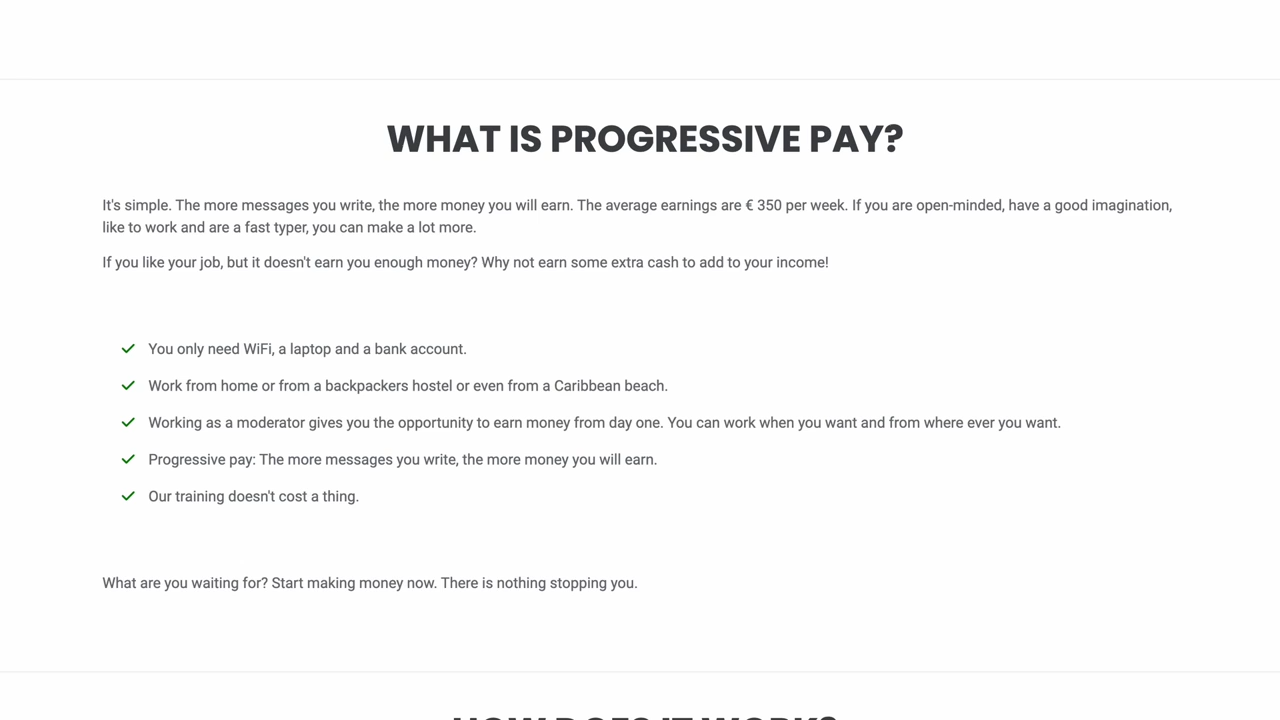 WHAT IS PROGRESSIVE PAY?
It's simple. The more messages you write, the more money you will earn. The average earnings are € 350 per week. If you are open-minded, have a good imagination,
like to work and are a fast typer, you can make a lot more.
If you like your job, but it doesn't earn you enough money? Why not earn some extra cash to add to your income!
You only need WiFi, a laptop and a bank account.
Work from home or from a backpackers hostel or even from a Caribbean beach.
Working as a moderator gives you the opportunity to earn money from day one. You can work when you want and from where ever you want.
Progressive pay: The more messages you write, the more money you will earn.
Our training doesn't cost a thing.
What are you waiting for? Start making money now. There is nothing stopping you.
HOW DOES IT WORK?